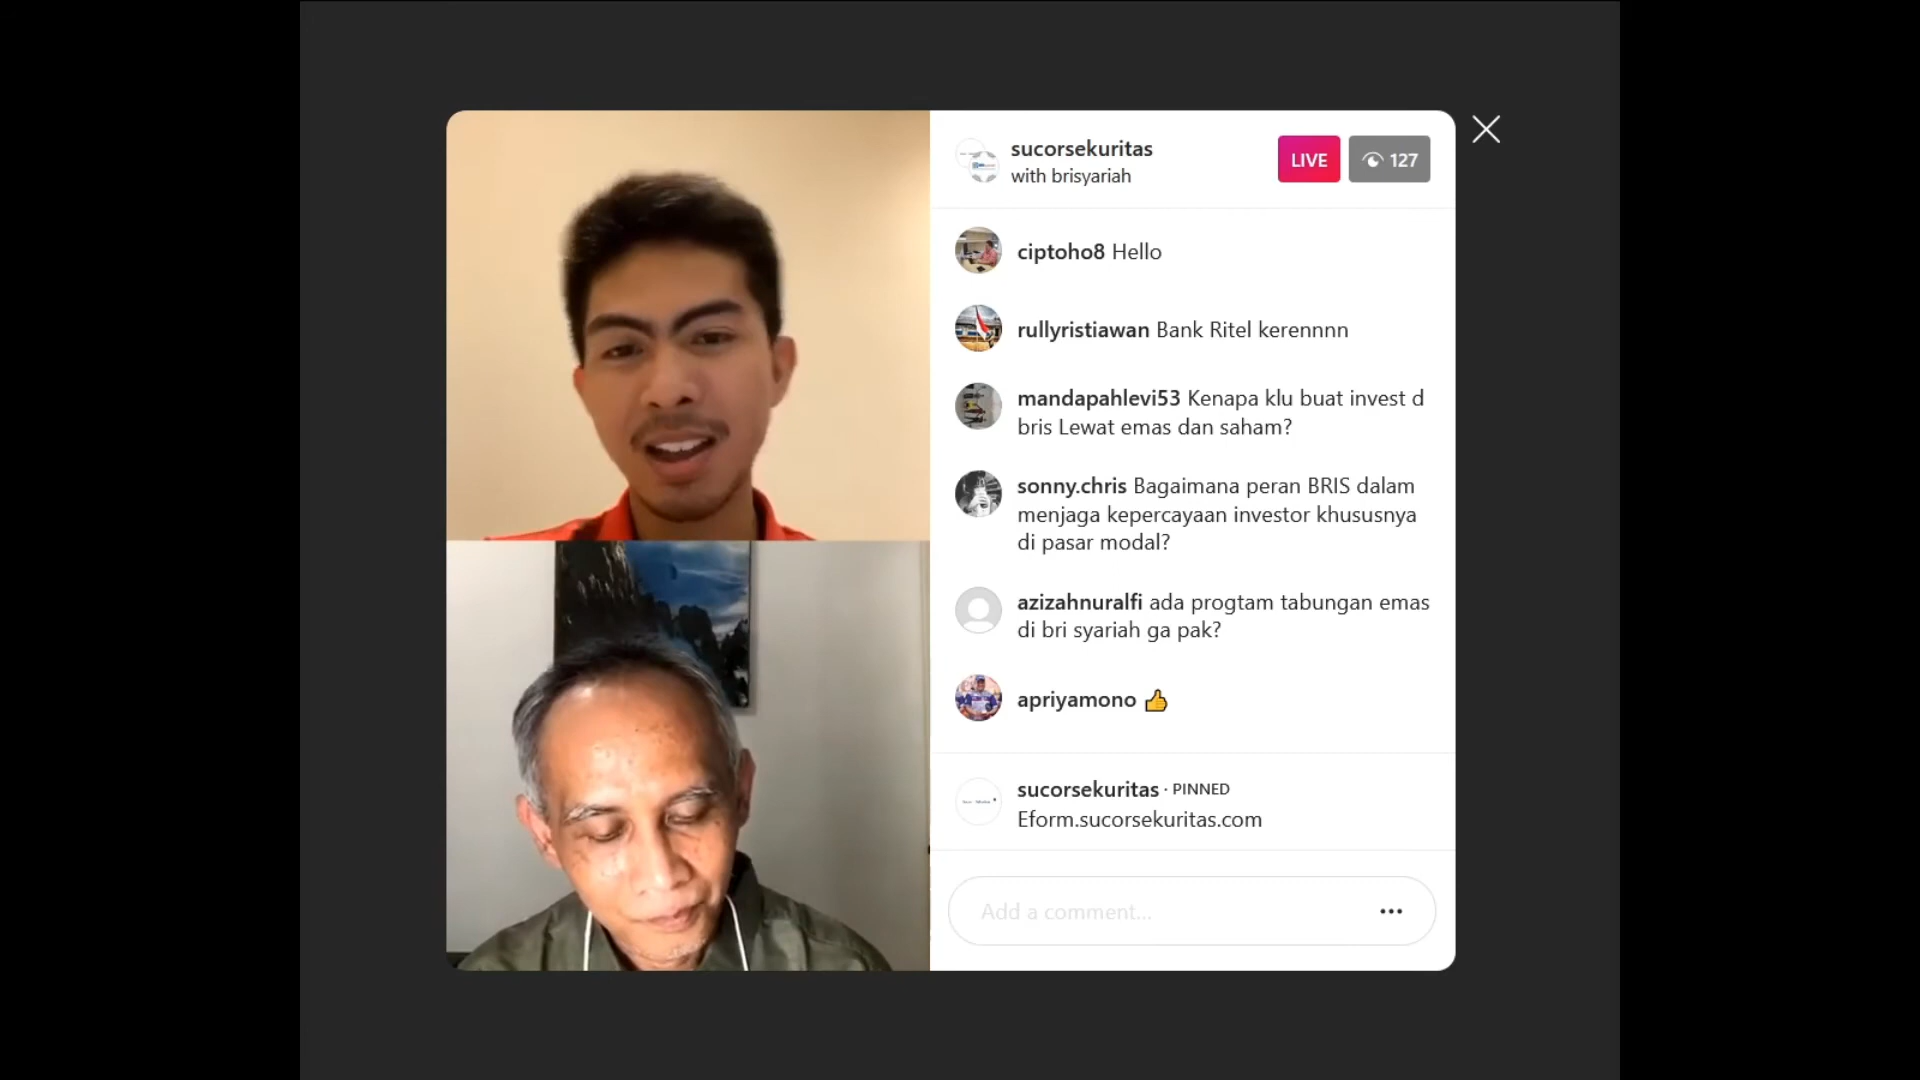 sucorsekuritas
with brisyariah
LIVE
127
ciptoho8 Hello
rullyristiawan Bank Ritel kerennnn
mandapahlevi53 Kenapa klu buat invest d
bris Lewat emas dan saham?
sonny.chris Bagaimana peran BRIS dalam
menjaga kepercayaan investor khususnya
di pasar modal?
azizahnuralfi ada progtam tabungan emas
di bri syariah ga pak?
apriyamono 👍
sucorsekuritas · PINNED
Eform.sucorsekuritas.com
Add a comment...